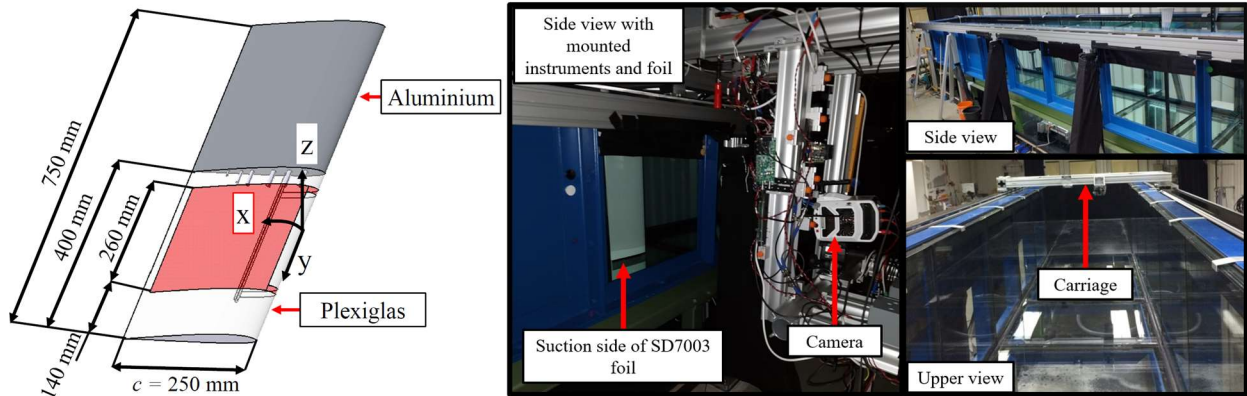 750 mm
400 mm
260 mm
140 mm
c = 250 mm
Aluminium
z
x
y
Plexiglas
Side view with
mounted
instruments and foil
Suction side of SD7003
foil
Camera
Side view
Carriage
Upper view